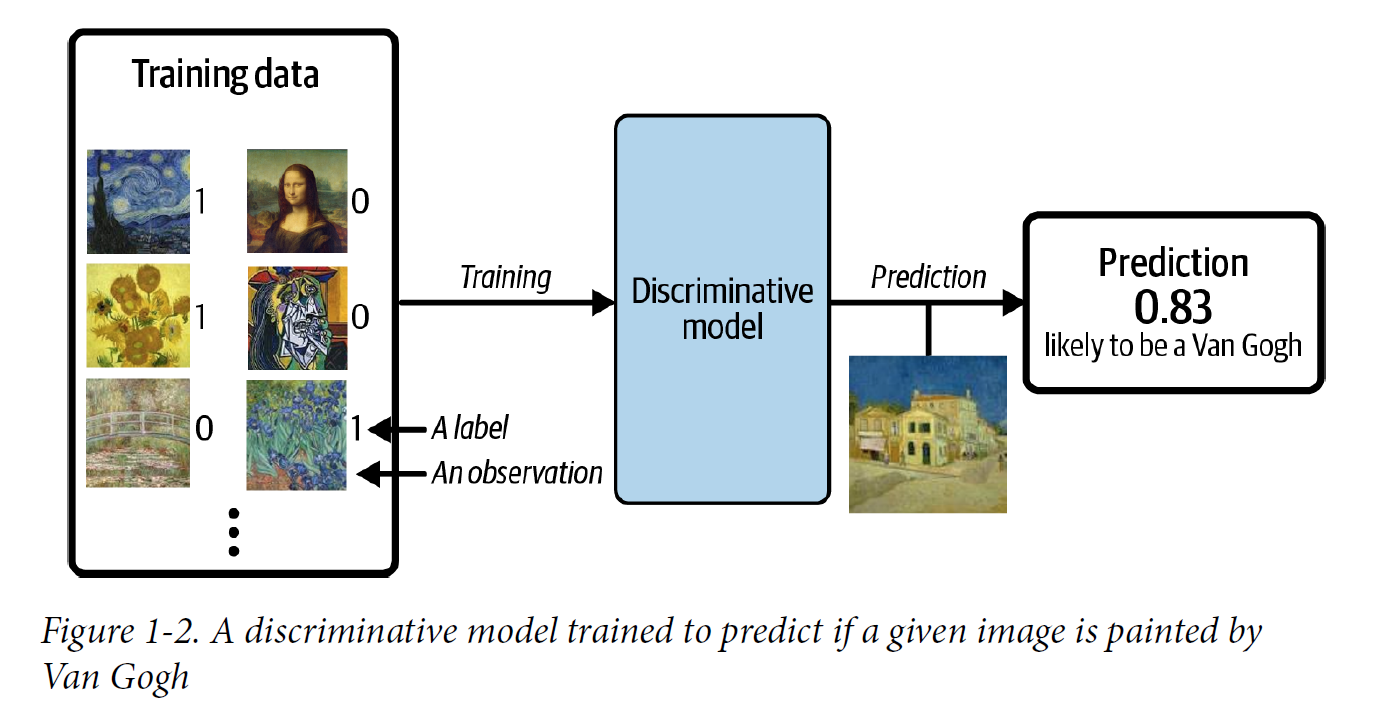 Training data
1
0
1
0
0
1
A label
An observation
Training
Discriminative
model
Prediction
Prediction
0.83
likely to be a Van Gogh
Figure 1-2. A discriminative model trained to predict if a given image is painted by
Van Gogh